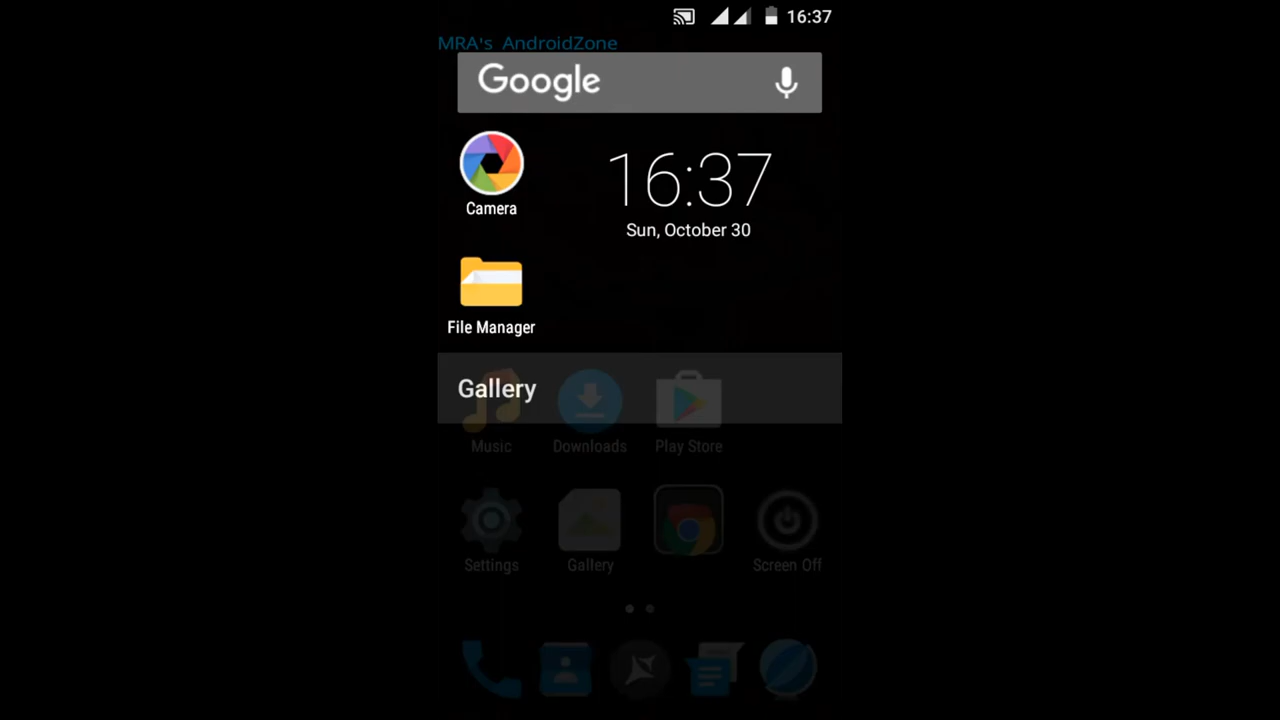 16:37
MRA's AndroidZone
Google
Camera
16:37
Sun, October 30
File Manager
Gallery
Music Downloads Play Store
Settings Gallery Screen Off